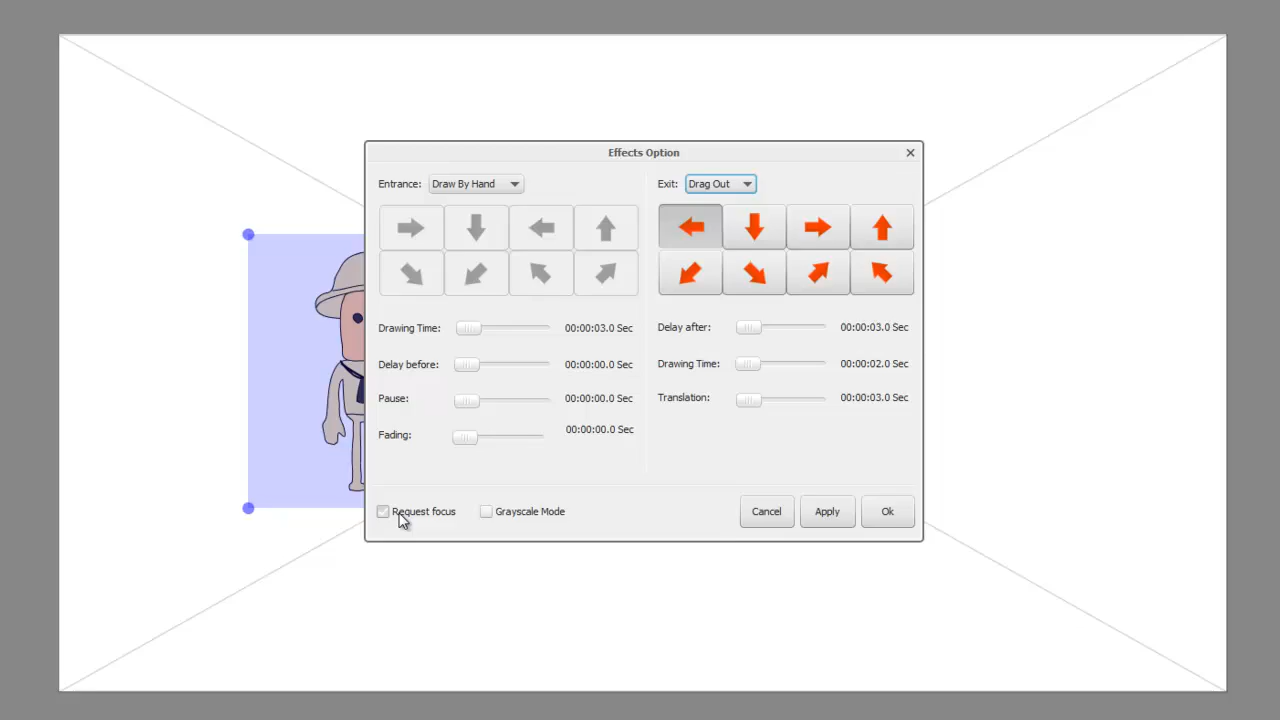 Effects Option
Entrance: Draw By Hand
Exit: Drag Out
Drawing Time: 00:00:03.0 Sec
Delay before: 00:00:00.0 Sec
Pause: 00:00:00.0 Sec
Fading: 00:00:00.0 Sec
Delay after: 00:00:03.0 Sec
Drawing Time: 00:00:02.0 Sec
Translation: 00:00:03.0 Sec
Request focus
Grayscale Mode
Cancel
Apply
Ok